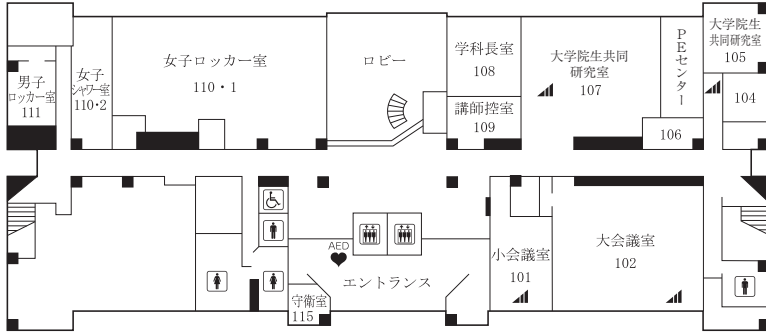 男子
ロッカー室
111
女子
シャワー室
110・2
女子ロッカー室
110・1
ロビー
学科長室
108
講師控室
109
大学院生共同
研究室
107
PEセンター
106
大学院生
共同研究室
105
104
AED
エントランス
守衛室
115
小会議室
101
大会議室
102